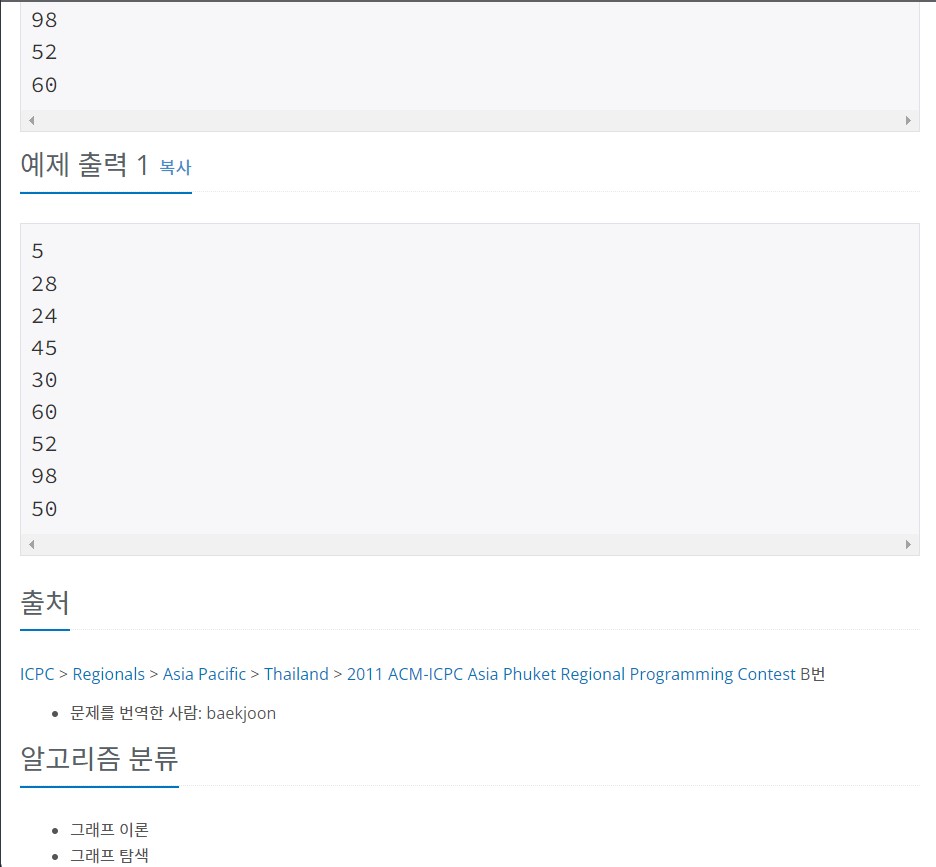 98
52
60
예제 출력 1 복사
5
28
24
45
30
60
52
98
50
출처
ICPC > Regionals > Asia Pacific > Thailand > 2011 ACM-ICPC Asia Phuket Regional Programming Contest B번
문제를 번역한 사람: baekjoon
알고리즘 분류
그래프 이론
그래프 탐색